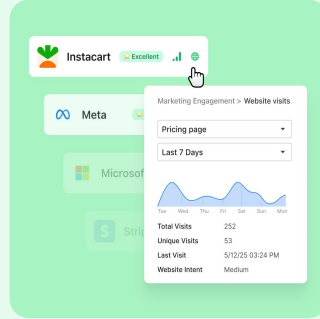 Instacart
Excellent
Meta
Marketing Engagement > Website visits
Pricing page
Last 7 Days
Microsof
Tue Wed Thu Fri Sat Sun Mon
S Strip
Total Visits 252
Unique Visits 53
Last Visit 5/12/25 03:24 PM
Website Intent Medium